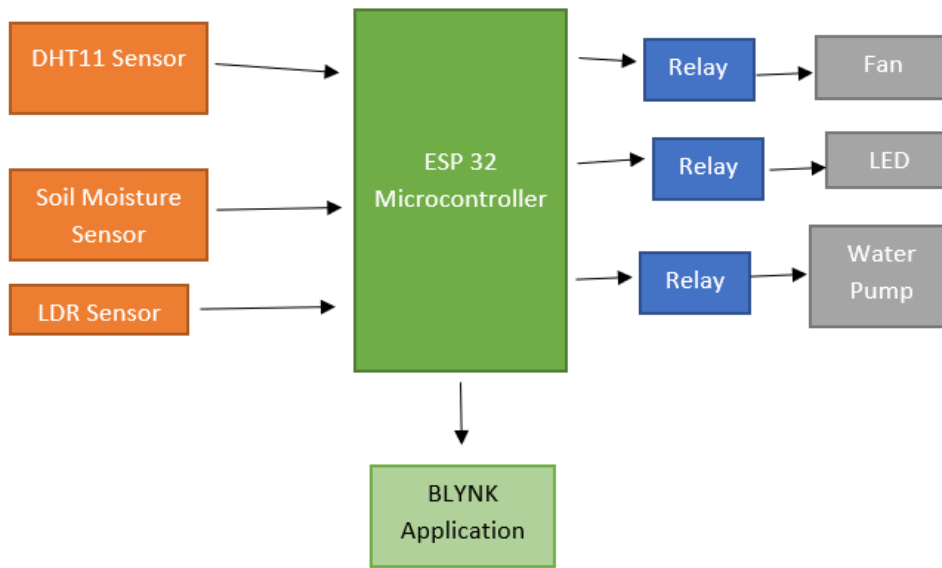 DHT11 Sensor
Soil Moisture
Sensor
LDR Sensor
ESP 32
Microcontroller
Relay
Fan
Relay
LED
Relay
Water
Pump
BLYNK
Application